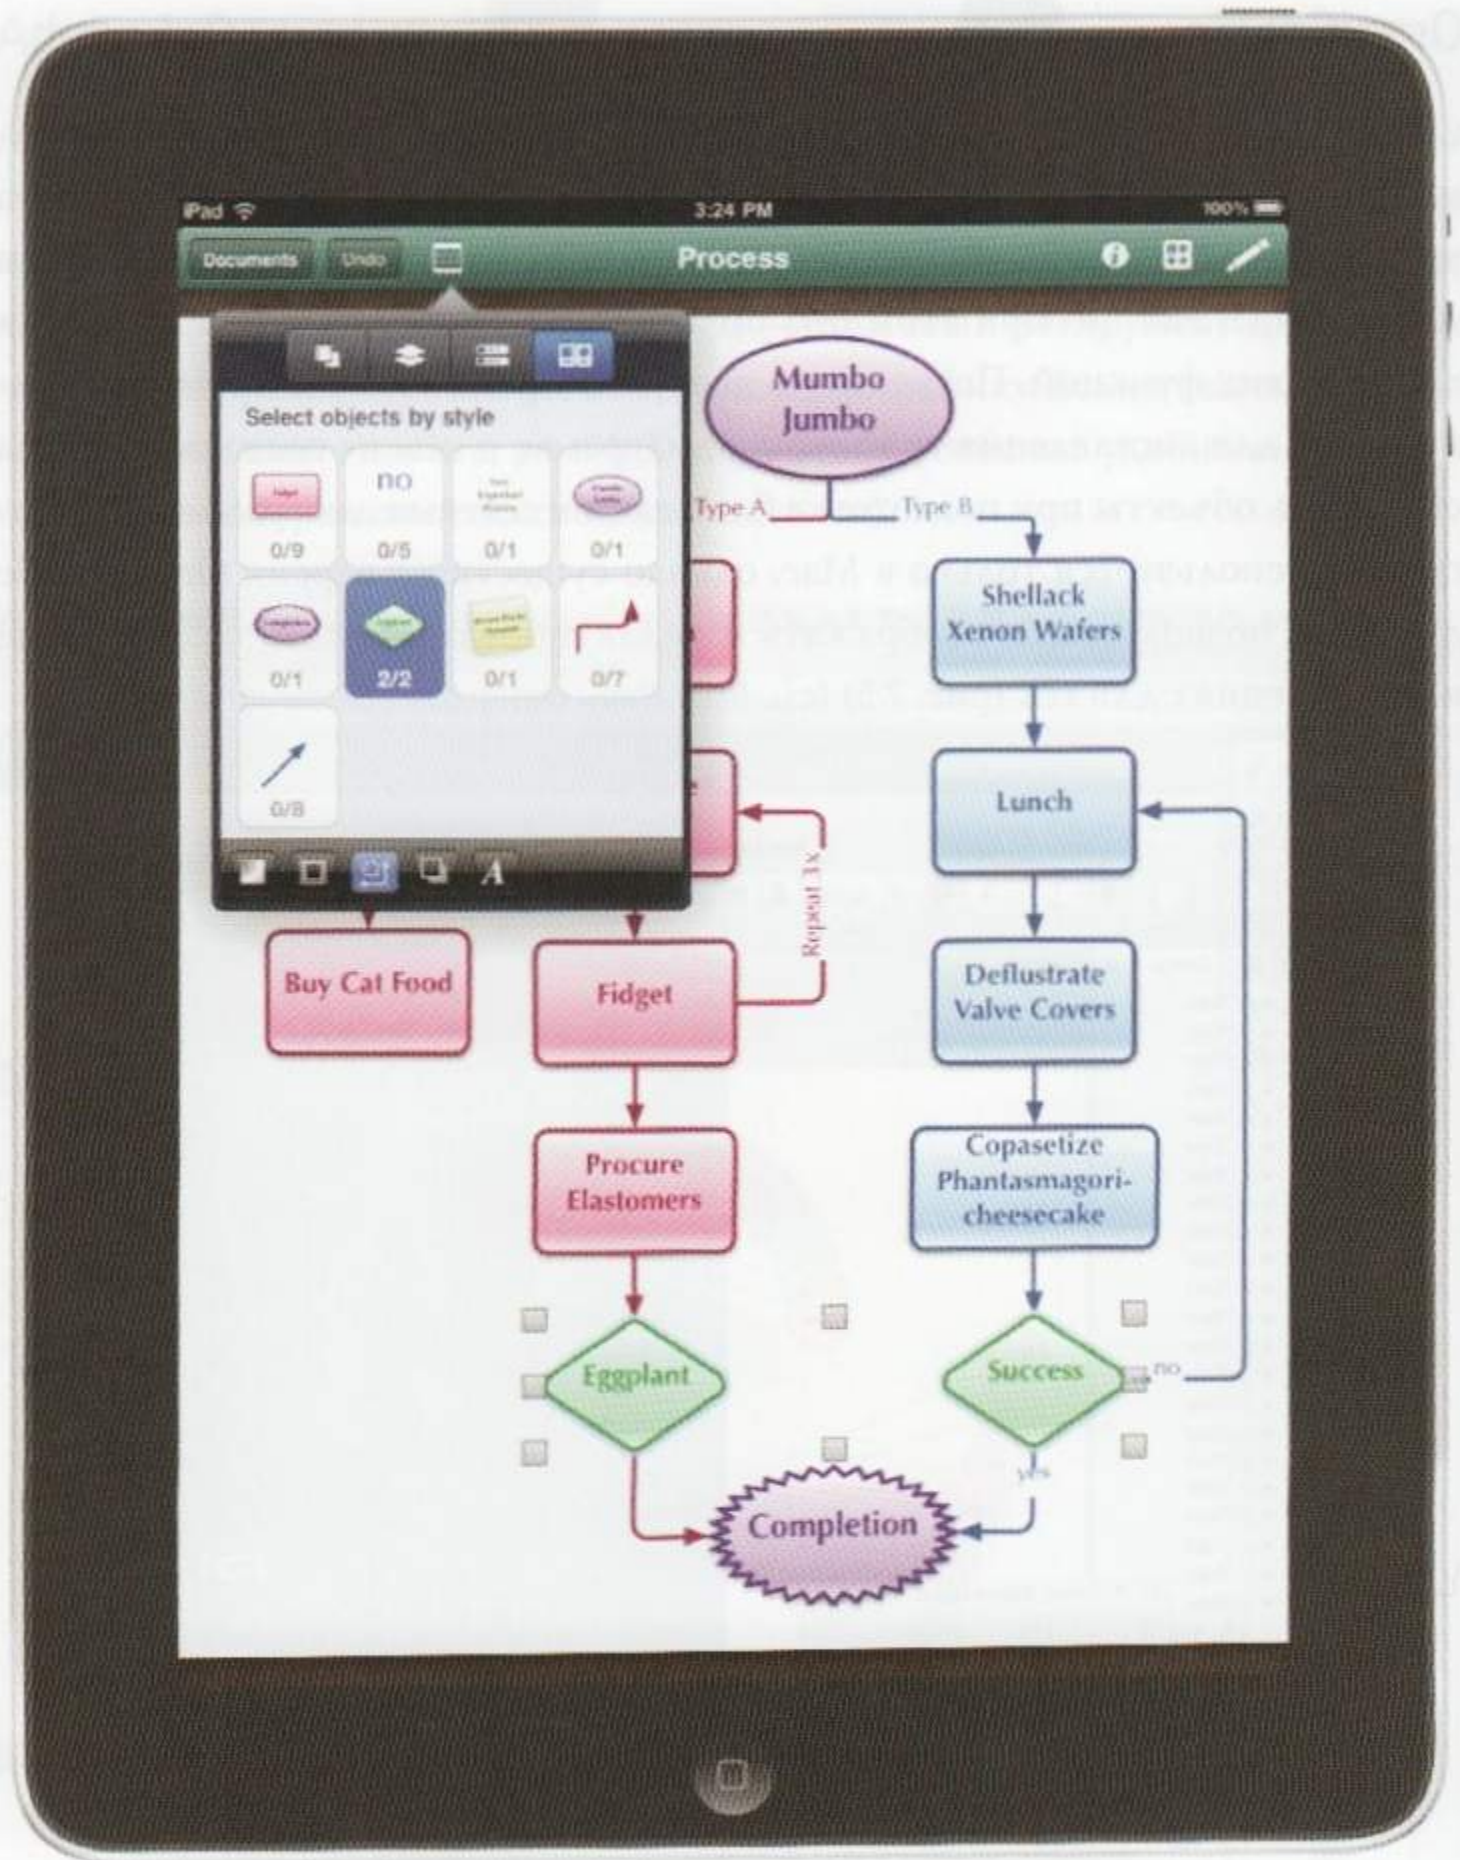 iPad
3:24 PM
100%
Documents
Undo
Process
Select objects by style
Fidget
0/9
no
0/5
0/1
0/1
0/1
2/2
0/1
0/7
0/8
Mumbo
Jumbo
Type A
Type B
Shellack
Xenon Wafers
Lunch
Repeat 3x
Buy Cat Food
Fidget
Deflustrate
Valve Covers
Procure
Elastomers
Copasetize
Phantasmagori-
cheesecake
Eggplant
Success
no
yes
Completion